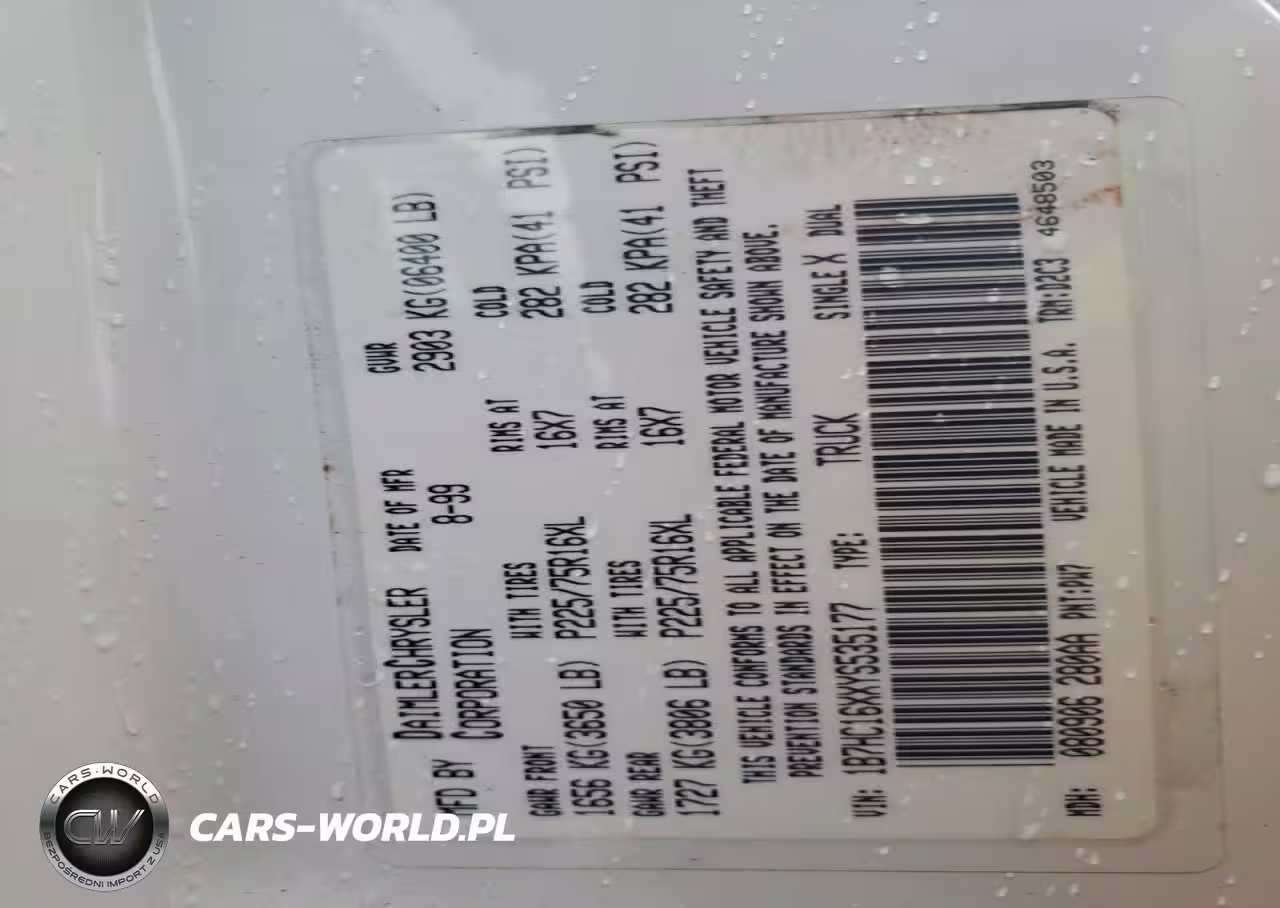 MFD BY DAIMLERCHRYSLER CORPORATION DATE OF MFR 8-99 GVWR 2903 KG(06400 LB)
GAWR FRONT WITH TIRES RIMS AT COLD
1656 KG(3650 LB) P225/75R16XL 16X7 282 KPA(41 PSI)
GAWR REAR WITH TIRES RIMS AT COLD
1727 KG(3806 LB) P225/75R16XL 16X7 282 KPA(41 PSI)
THIS VEHICLE CONFORMS TO ALL APPLICABLE FEDERAL MOTOR VEHICLE SAFETY AND THEFT
PREVENTION STANDARDS IN EFFECT ON THE DATE OF MANUFACTURE SHOWN ABOVE.
VIN: 1B7HC16XXYS535177 TYPE: TRUCK SINGLE X DUAL
MDH: 080906 280AA PNT:PW7 VEHICLE MADE IN U.S.A. TRM:D2C3 4648503
CARS-WORLD
CW
BEZPOŚREDNI IMPORT Z USA
CARS-WORLD.PL